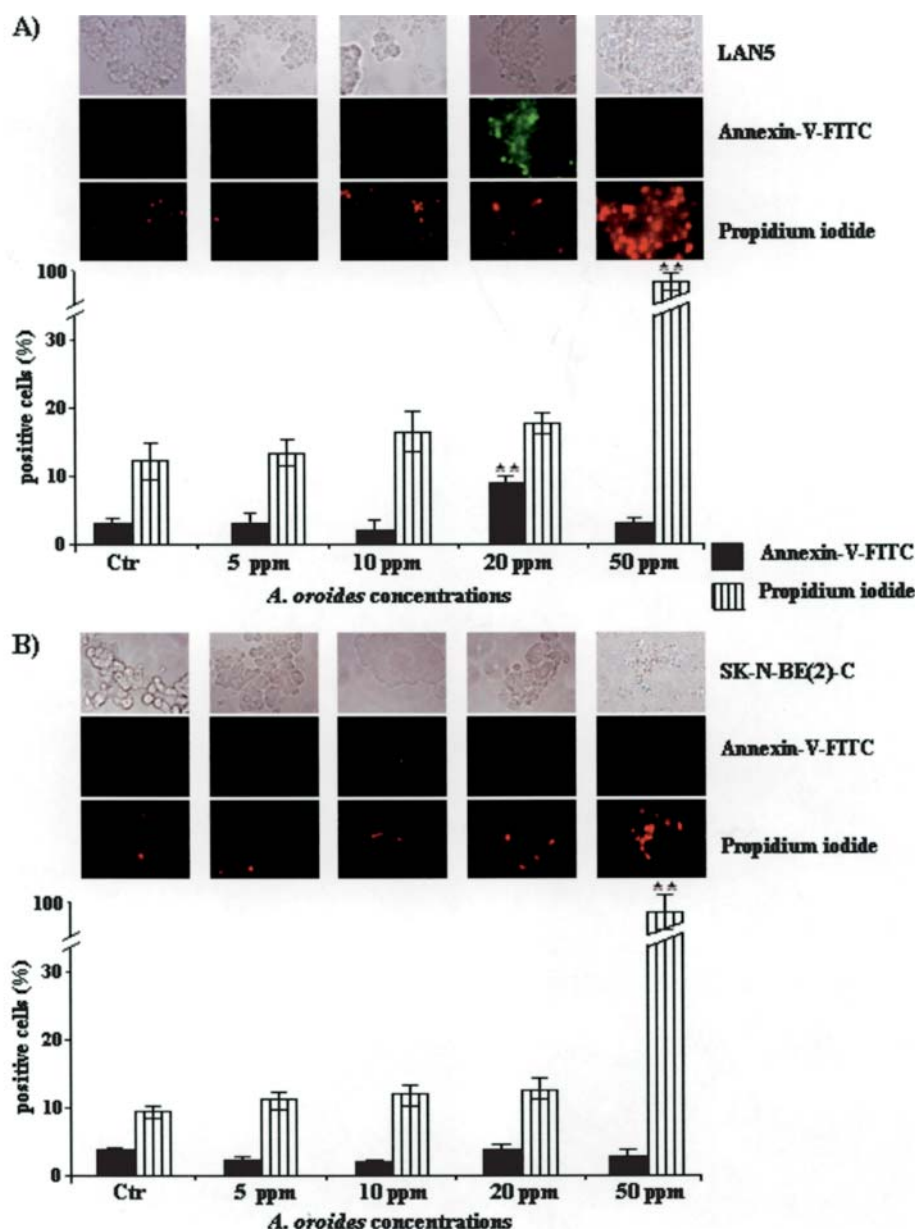 A)
LAN5
Annexin-V-FITC
Propidium iodide
100
30
20
10
0
positive cells (%)
**
**
Ctr 5 ppm 10 ppm 20 ppm 50 ppm
A. oroides concentrations
Annexin-V-FITC
Propidium iodide
B)
SK-N-BE(2)-C
Annexin-V-FITC
Propidium iodide
100
30
20
10
0
positive cells (%)
**
Ctr 5 ppm 10 ppm 20 ppm 50 ppm
A. oroides concentrations